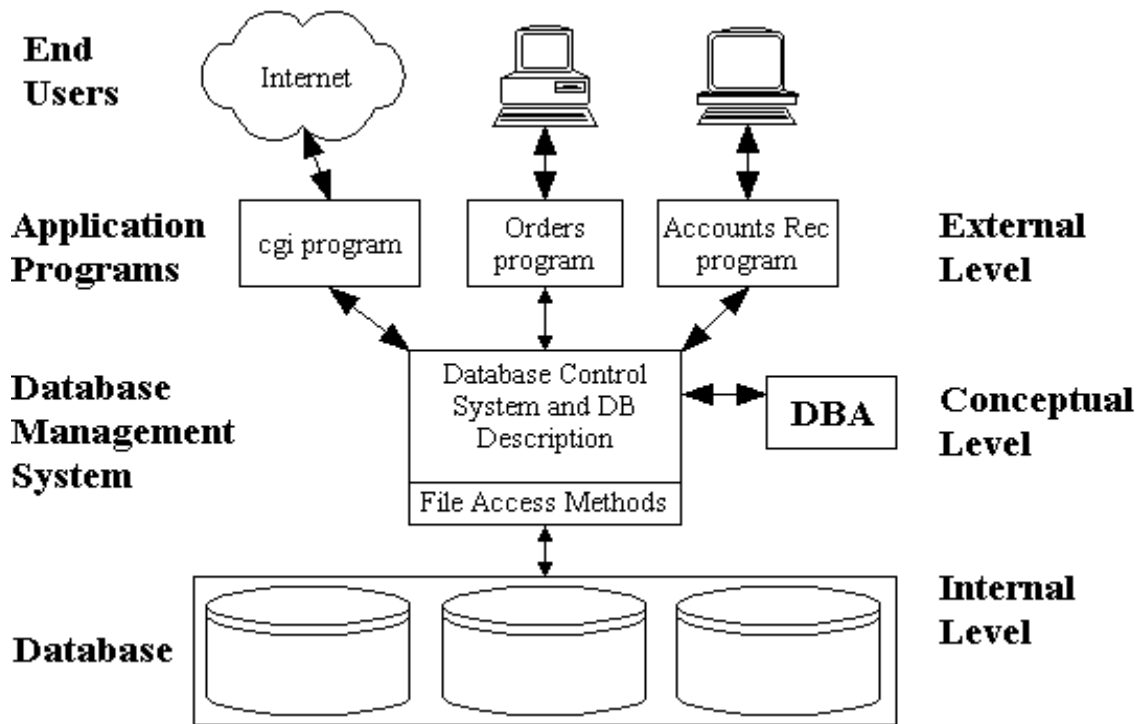 End
Users
Internet
Application
Programs
cgi program
Orders
program
Accounts Rec
program
External
Level
Database
Management
System
Database Control
System and DB
Description
File Access Methods
DBA
Conceptual
Level
Database
Internal
Level